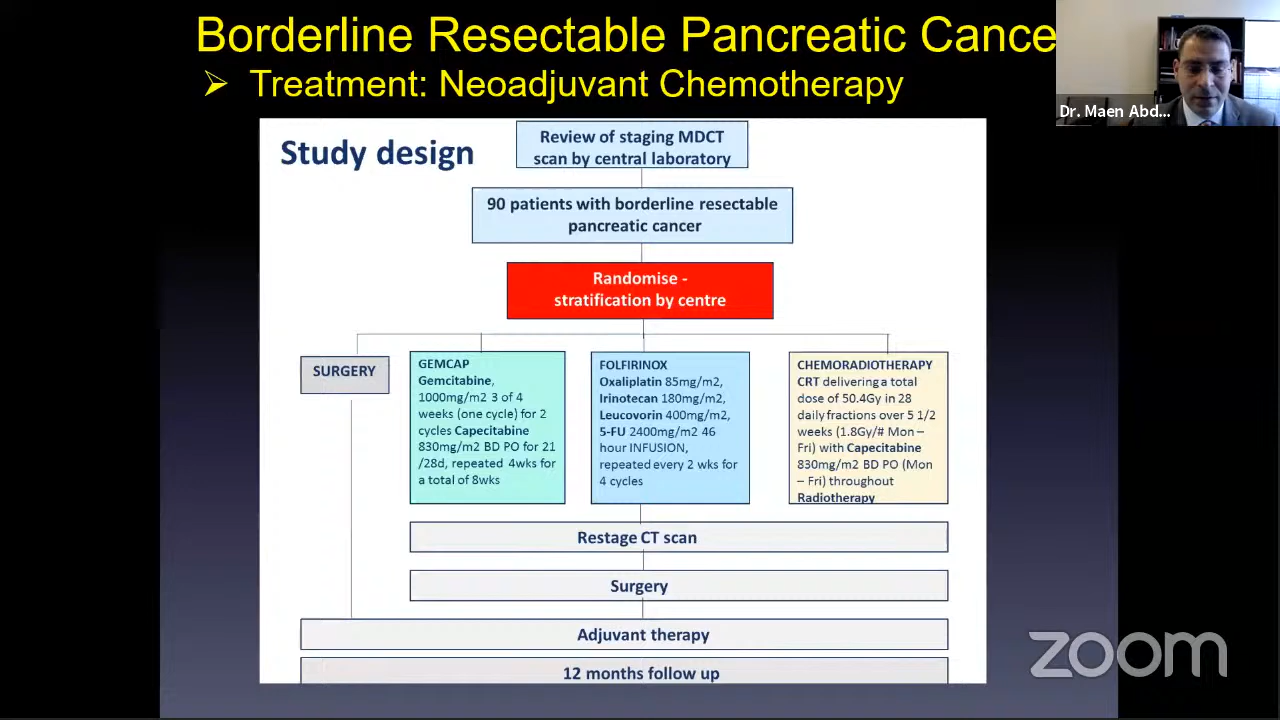 Borderline Resectable Pancreatic Cance
Treatment: Neoadjuvant Chemotherapy
Dr. Maen Abd...
Study design
Review of staging MDCT
scan by central laboratory
90 patients with borderline resectable
pancreatic cancer
Randomise -
stratification by centre
SURGERY
GEMCAP
Gemcitabine,
1000mg/m2 3 of 4
weeks (one cycle) for 2
cycles Capecitabine
830mg/m2 BD PO for 21
/28d, repeated 4wks for
a total of 8wks
FOLFIRINOX
Oxaliplatin 85mg/m2,
Irinotecan 180mg/m2,
Leucovorin 400mg/m2,
5-FU 2400mg/m2 46
hour INFUSION,
repeated every 2 wks for
4 cycles
CHEMORADIOTHERAPY
CRT delivering a total
dose of 50.4Gy in 28
daily fractions over 5 1/2
weeks (1.8Gy/# Mon –
Fri) with Capecitabine
830mg/m2 BD PO (Mon
– Fri) throughout
Radiotherapy
Restage CT scan
Surgery
Adjuvant therapy
12 months follow up
zoom